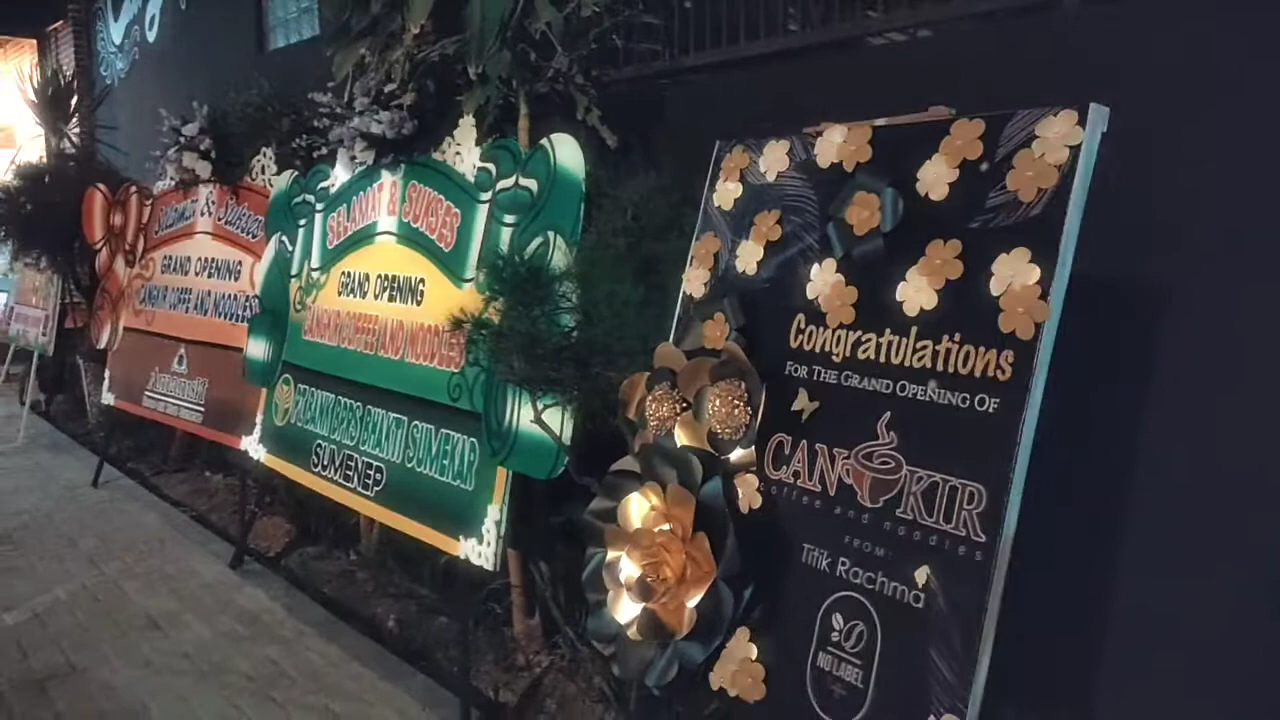 Selamat & Sukses
GRAND OPENING
CANGKIR COFFE AND NOODLES
SELAMAT & SUKSES
GRAND OPENING
CANGKIR COFFEE AND NOODLES
PT.BANK BPRS BHAKTI SUMEKAR
SUMENEP
Congratulations
FOR THE GRAND OPENING OF
CANGKIR
coffee and noodles
FROM:
Titik Rachma
NO LABEL